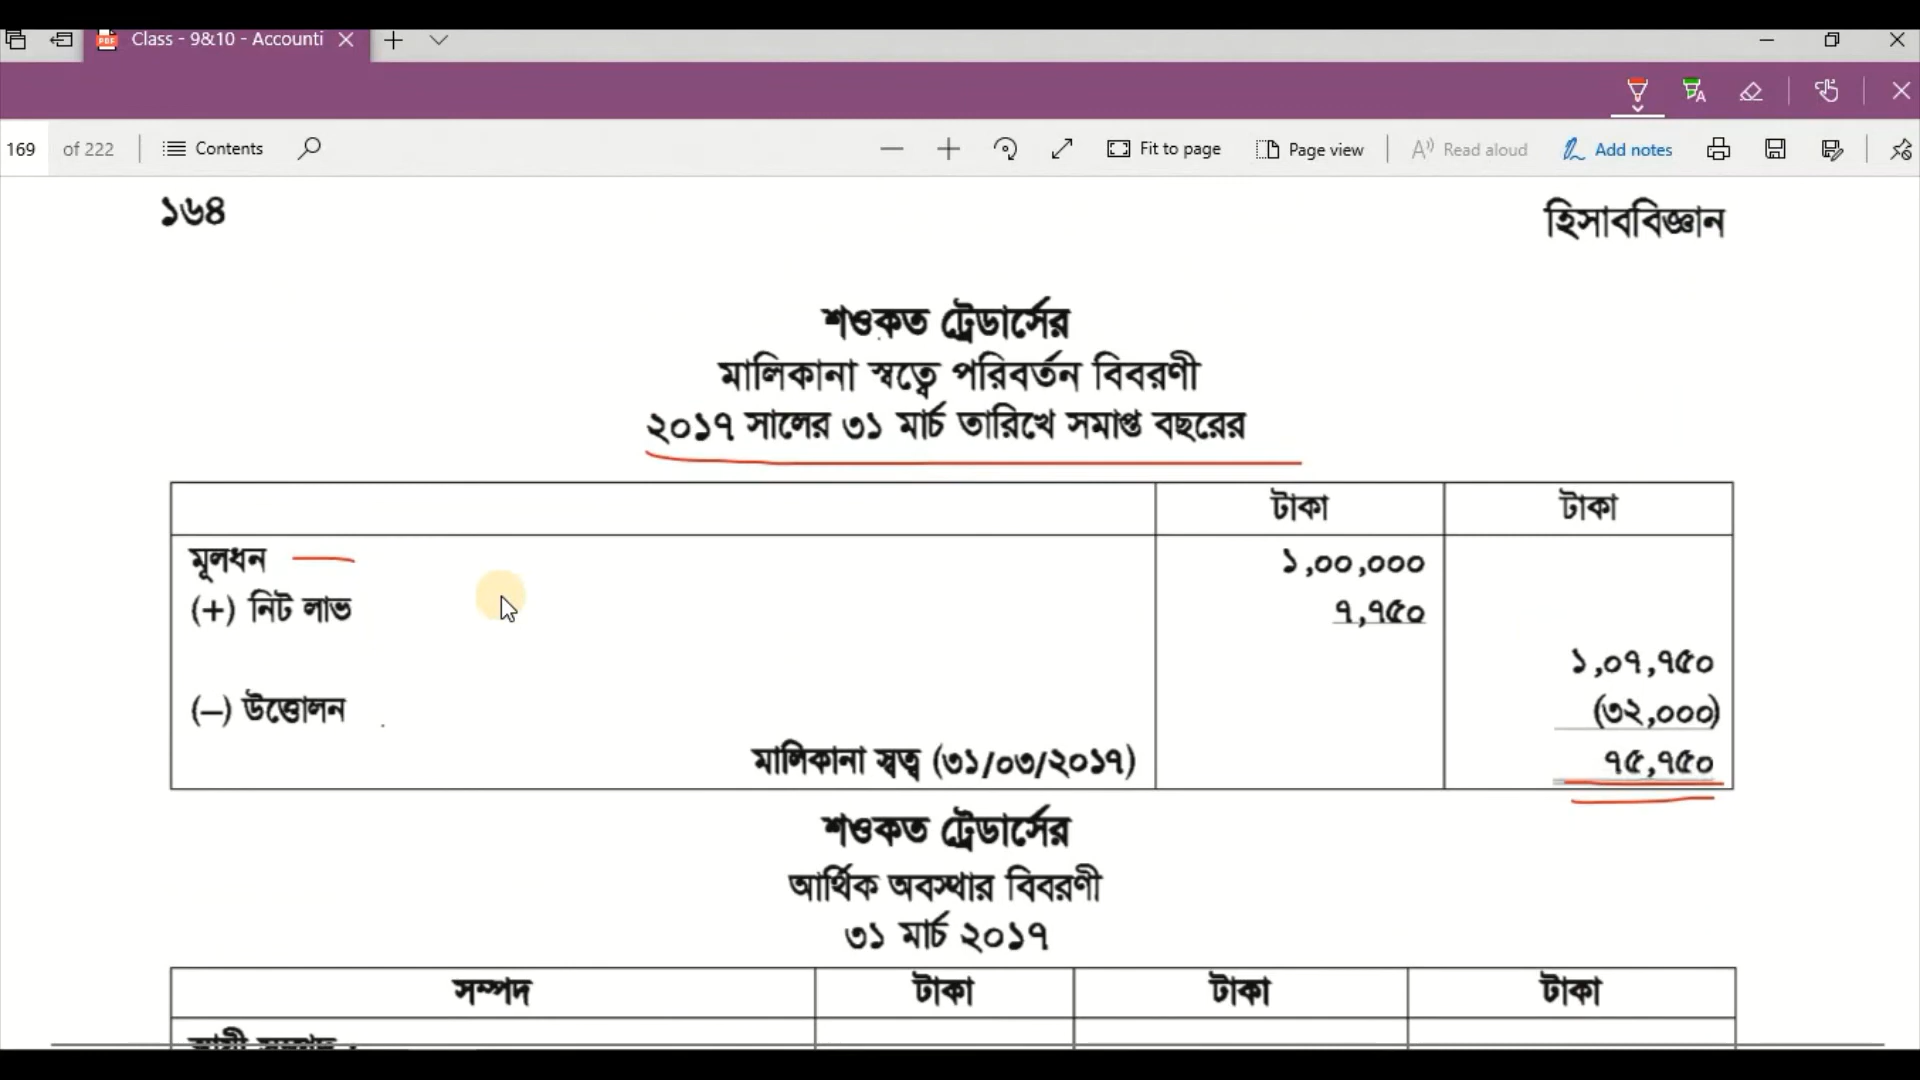 Class - 9&10 - Accounti
169 of 222 Contents Fit to page Page view Read aloud Add notes
১৬৪ হিসাববিজ্ঞান
শওকত ট্রেডার্সের
মালিকানা স্বত্বে পরিবর্তন বিবরণী
২০১৭ সালের ৩১ মার্চ তারিখে সমাপ্ত বছরের
টাকা টাকা
মূলধন ১,০০,০০০
(+) নিট লাভ ৭,৭৫০
১,০৭,৭৫০
(–) উত্তোলন (৩২,০০০)
মালিকানা স্বত্ব (৩১/০৩/২০১৭) ৭৫,৭৫০
শওকত ট্রেডার্সের
আর্থিক অবস্থার বিবরণী
৩১ মার্চ ২০১৭
সম্পদ টাকা টাকা টাকা